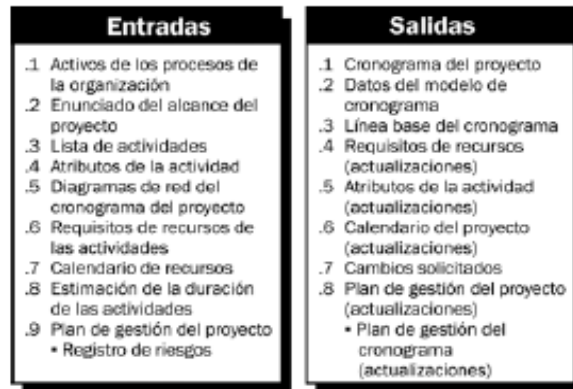 Entradas
.1 Activos de los procesos de
la organización
.2 Enunciado del alcance del
proyecto
.3 Lista de actividades
.4 Atributos de la actividad
.5 Diagramas de red del
cronograma del proyecto
.6 Requisitos de recursos de
las actividades
.7 Calendario de recursos
.8 Estimación de la duración
de las actividades
.9 Plan de gestión del proyecto
▪ Registro de riesgos
Salidas
.1 Cronograma del proyecto
.2 Datos del modelo de
cronograma
.3 Línea base del cronograma
.4 Requisitos de recursos
(actualizaciones)
.5 Atributos de la actividad
(actualizaciones)
.6 Calendario del proyecto
(actualizaciones)
.7 Cambios solicitados
.8 Plan de gestión del proyecto
(actualizaciones)
▪ Plan de gestión del
cronograma
(actualizaciones)